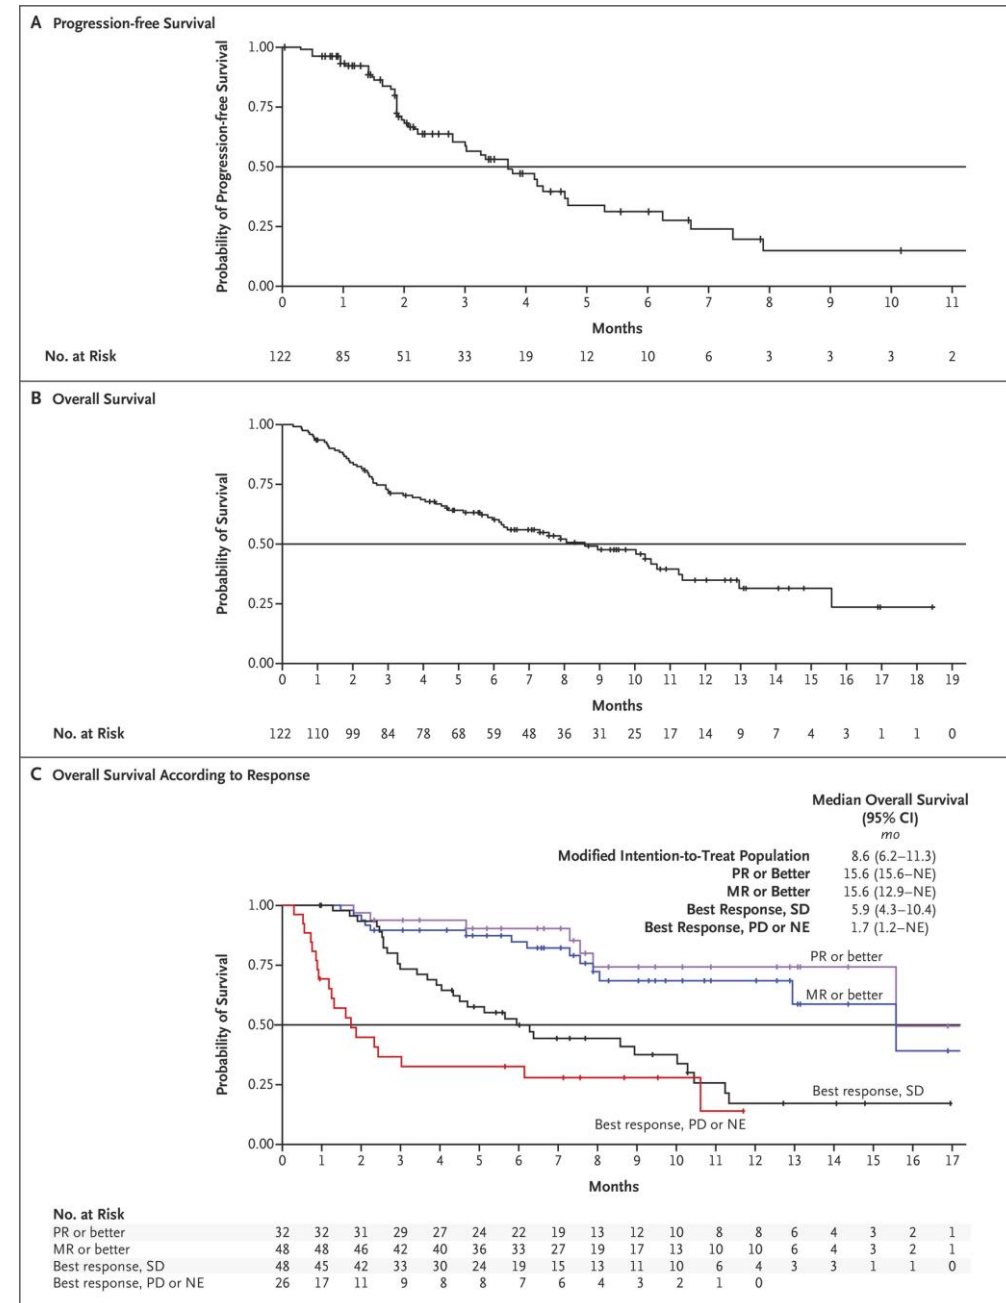 A Progression-free Survival
Probability of Progression-free Survival
1.00
0.75
0.50
0.25
0.00
0 1 2 3 4 5 6 7 8 9 10 11
Months
No. at Risk 122 85 51 33 19 12 10 6 3 3 3 2
B Overall Survival
Probability of Survival
1.00
0.75
0.50
0.25
0.00
0 1 2 3 4 5 6 7 8 9 10 11 12 13 14 15 16 17 18 19
Months
No. at Risk 122 110 99 84 78 68 59 48 36 31 25 17 14 9 7 4 3 1 1 0
C Overall Survival According to Response
Median Overall Survival
(95% CI)
mo
Modified Intention-to-Treat Population 8.6 (6.2–11.3)
PR or Better 15.6 (15.6–NE)
MR or Better 15.6 (12.9–NE)
Best Response, SD 5.9 (4.3–10.4)
Best Response, PD or NE 1.7 (1.2–NE)
Probability of Survival
1.00
0.75
0.50
0.25
0.00
PR or better
MR or better
Best response, SD
Best response, PD or NE
0 1 2 3 4 5 6 7 8 9 10 11 12 13 14 15 16 17
Months
No. at Risk
PR or better 32 32 31 29 27 24 22 19 13 12 10 8 8 6 4 3 2 1
MR or better 48 48 46 42 40 36 33 27 19 17 13 10 10 6 4 3 2 1
Best response, SD 48 45 42 33 30 24 19 15 13 11 10 6 4 3 3 1 1 0
Best response, PD or NE 26 17 11 9 8 8 7 6 4 3 2 1 0